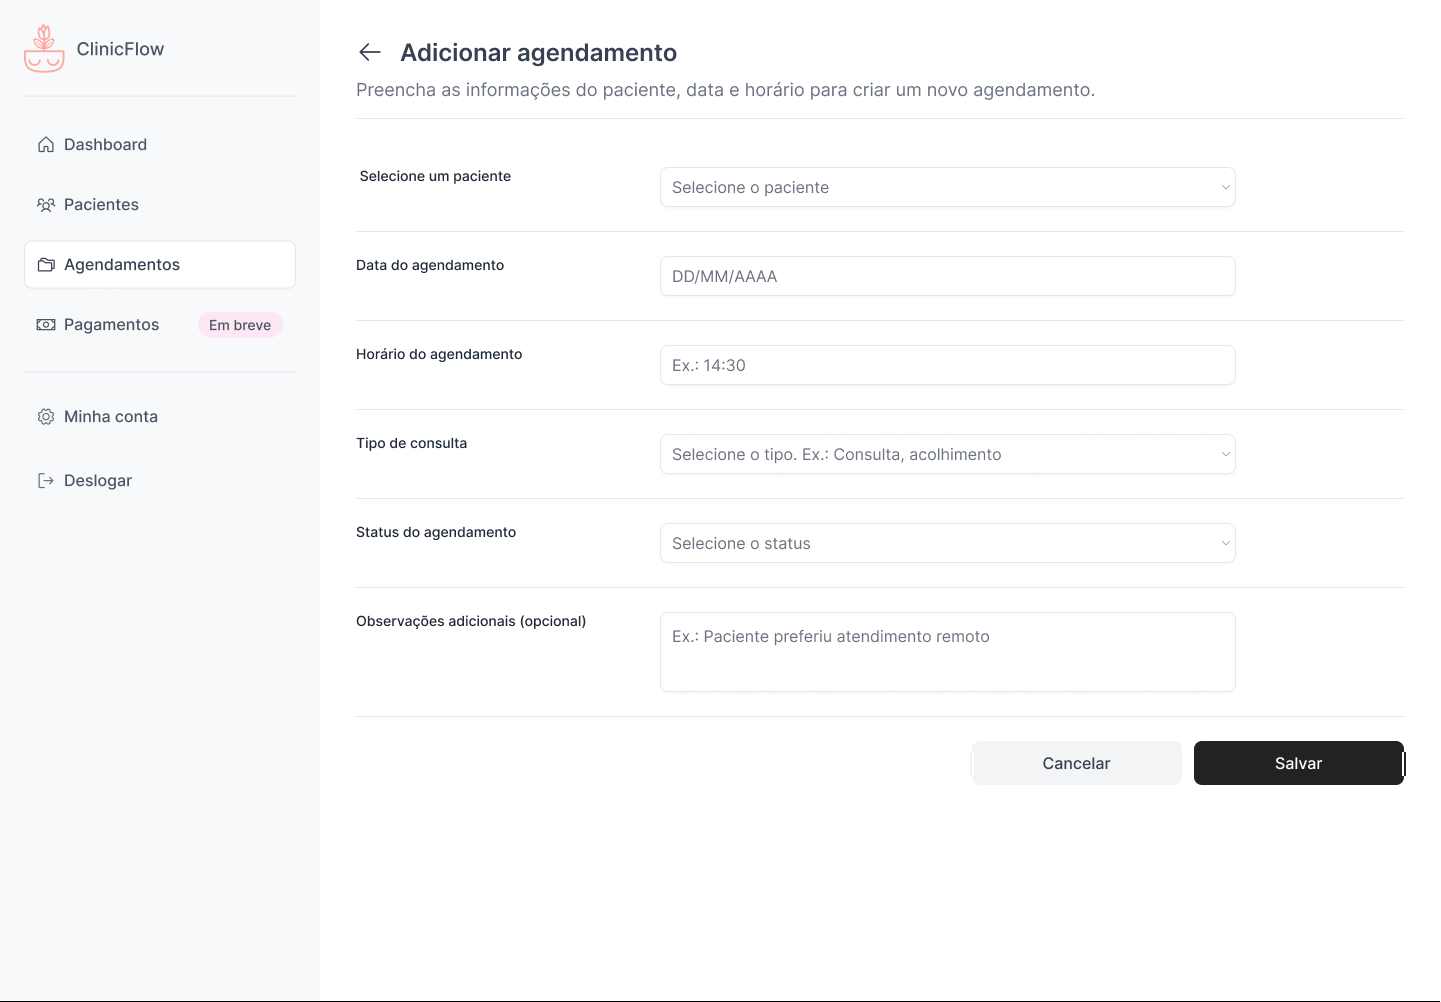 ClinicFlow
Dashboard
Pacientes
Agendamentos
Pagamentos Em breve
Minha conta
Deslogar
Adicionar agendamento
Preencha as informações do paciente, data e horário para criar um novo agendamento.
Selecione um paciente
Selecione o paciente
Data do agendamento
DD/MM/AAAA
Horário do agendamento
Ex.: 14:30
Tipo de consulta
Selecione o tipo. Ex.: Consulta, acolhimento
Status do agendamento
Selecione o status
Observações adicionais (opcional)
Ex.: Paciente preferiu atendimento remoto
Cancelar
Salvar